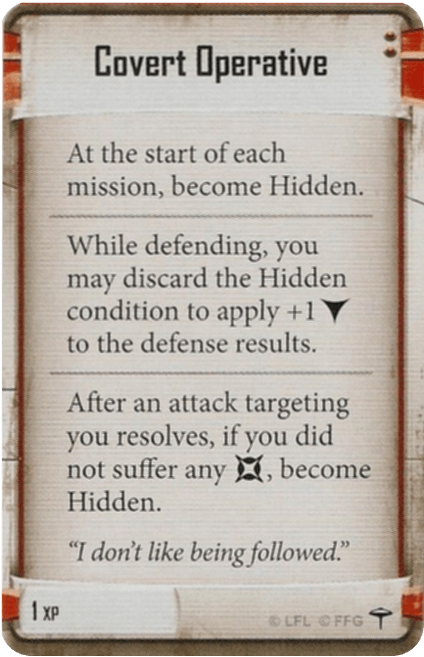 Covert Operative
At the start of each
mission, become Hidden.
While defending, you
may discard the Hidden
condition to apply +1
to the defense results.
After an attack targeting
you resolves, if you did
not suffer any , become
Hidden.
“I don’t like being followed.”
1 XP
© LFL © FFG